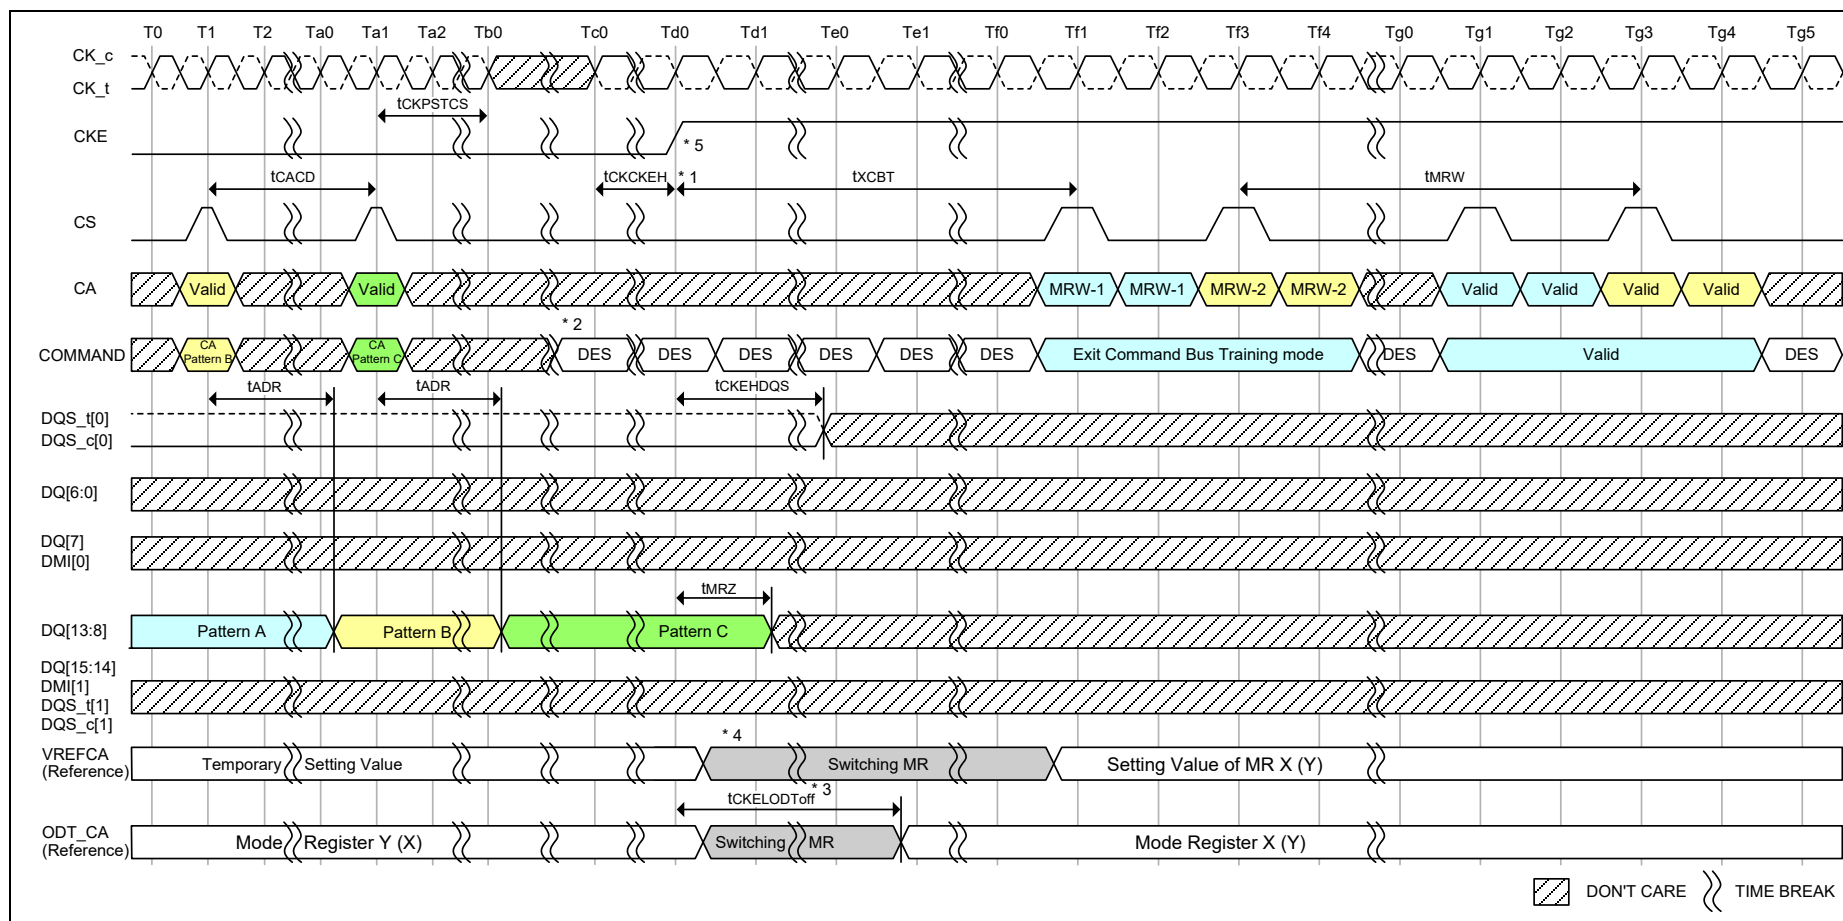 T0 T1 T2 Ta0 Ta1 Ta2 Tb0 Tc0 Td0 Td1 Te0 Te1 Tf0 Tf1 Tf2 Tf3 Tf4 Tg0 Tg1 Tg2 Tg3 Tg4 Tg5
CK_c
CK_t
tCKPSTCS
CKE
* 5
tCACD tCKCKEH * 1 tXCBT tMRW
CS
CA Valid Valid MRW-1 MRW-1 MRW-2 MRW-2 Valid Valid Valid Valid
* 2
COMMAND CA Pattern B CA Pattern C DES DES DES DES DES DES Exit Command Bus Training mode DES Valid DES
tADR tADR tCKEHDQS
DQS_t[0]
DQS_c[0]
DQ[6:0]
DQ[7]
DMI[0]
tMRZ
DQ[13:8] Pattern A Pattern B Pattern C
DQ[15:14]
DMI[1]
DQS_t[1]
DQS_c[1]
* 4
VREFCA
(Reference)
Temporary Setting Value Switching MR Setting Value of MR X (Y)
tCKELODToff * 3
ODT_CA
(Reference)
Mode Register Y (X) Switching MR Mode Register X (Y)
DON'T CARE TIME BREAK